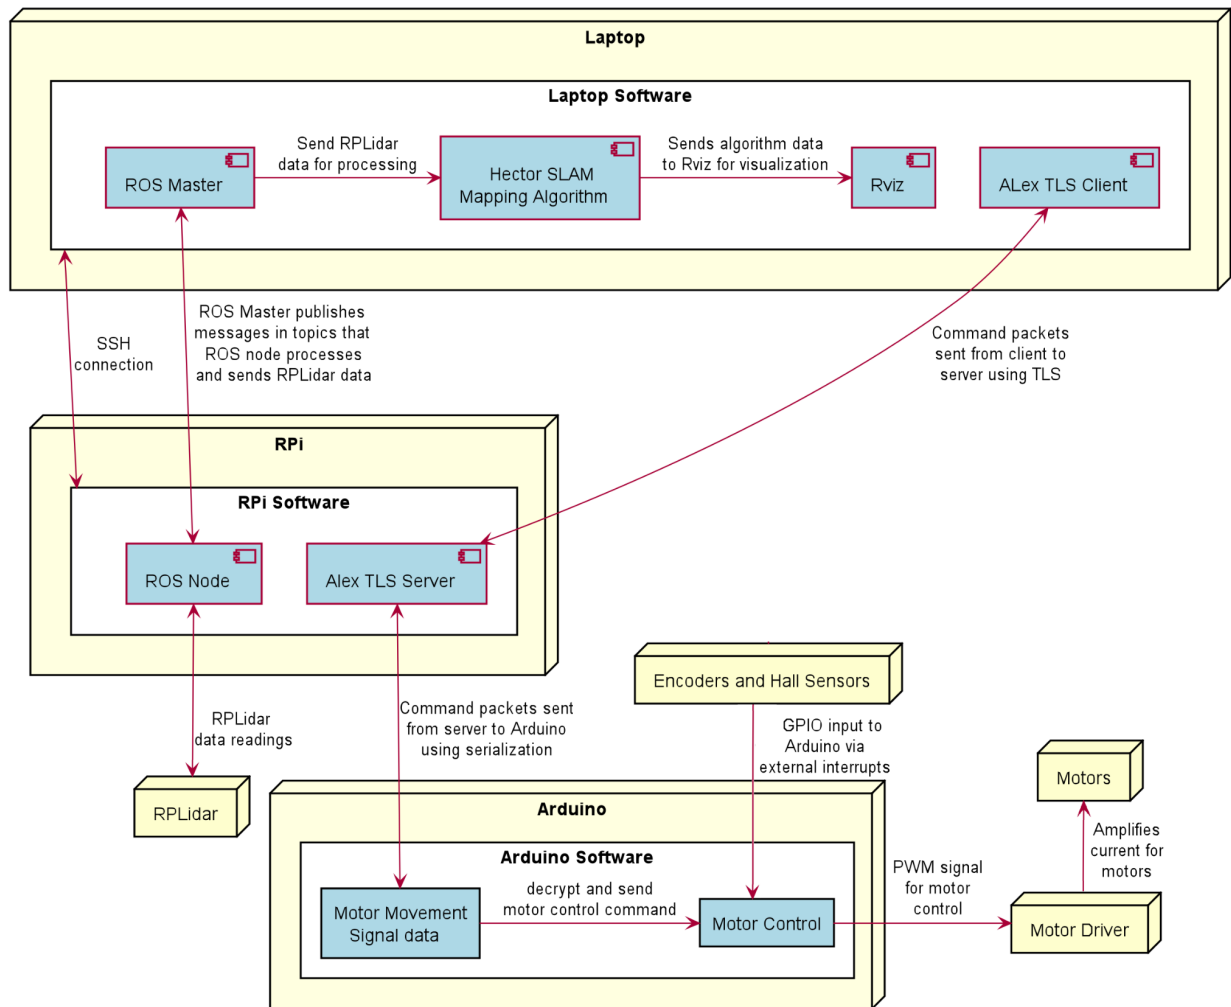 Laptop
Laptop Software
ROS Master
Send RPLidar
data for processing
Hector SLAM
Mapping Algorithm
Sends algorithm data
to Rviz for visualization
Rviz
ALex TLS Client
SSH
connection
ROS Master publishes
messages in topics that
ROS node processes
and sends RPLidar data
Command packets
sent from client to
server using TLS
RPi
RPi Software
ROS Node
Alex TLS Server
RPLidar
data readings
Command packets sent
from server to Arduino
using serialization
Encoders and Hall Sensors
GPIO input to
Arduino via
external interrupts
RPLidar
Motors
Arduino
Arduino Software
Motor Movement
Signal data
decrypt and send
motor control command
Motor Control
PWM signal
for motor
control
Amplifies
current for
motors
Motor Driver